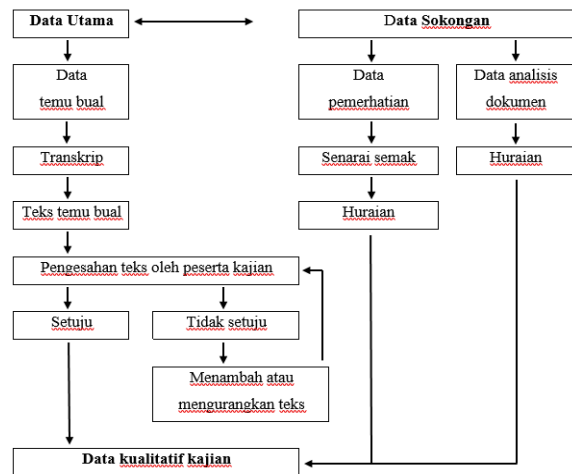 Data Utama
Data Sokongan
Data
temu bual
Data
pemerhatian
Data analisis
dokumen
Transkrip
Senarai semak
Huraian
Teks temu bual
Huraian
Pengesahan teks oleh peserta kajian
Setuju
Tidak setuju
Menambah atau
mengurangkan teks
Data kualitatif kajian